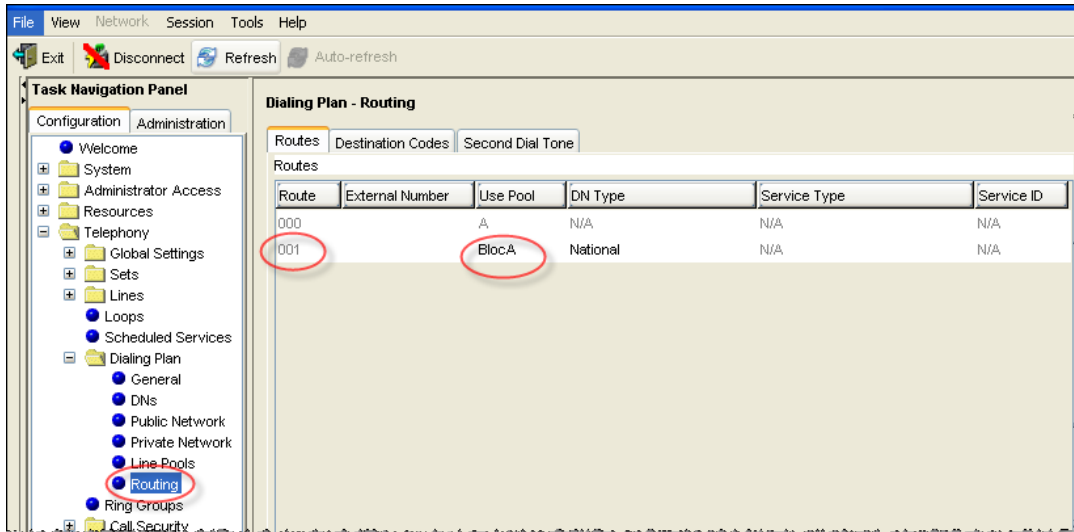 File View Network Session Tools Help
Exit Disconnect Refresh Auto-refresh
Task Navigation Panel
Configuration Administration
Welcome
System
Administrator Access
Resources
Telephony
Global Settings
Sets
Lines
Loops
Scheduled Services
Dialing Plan
General
DNs
Public Network
Private Network
Line Pools
Routing
Ring Groups
Call Security
Dialing Plan - Routing
Routes Destination Codes Second Dial Tone
Routes
Route External Number Use Pool DN Type Service Type Service ID
000 A N/A N/A N/A
001 BlocA National N/A N/A